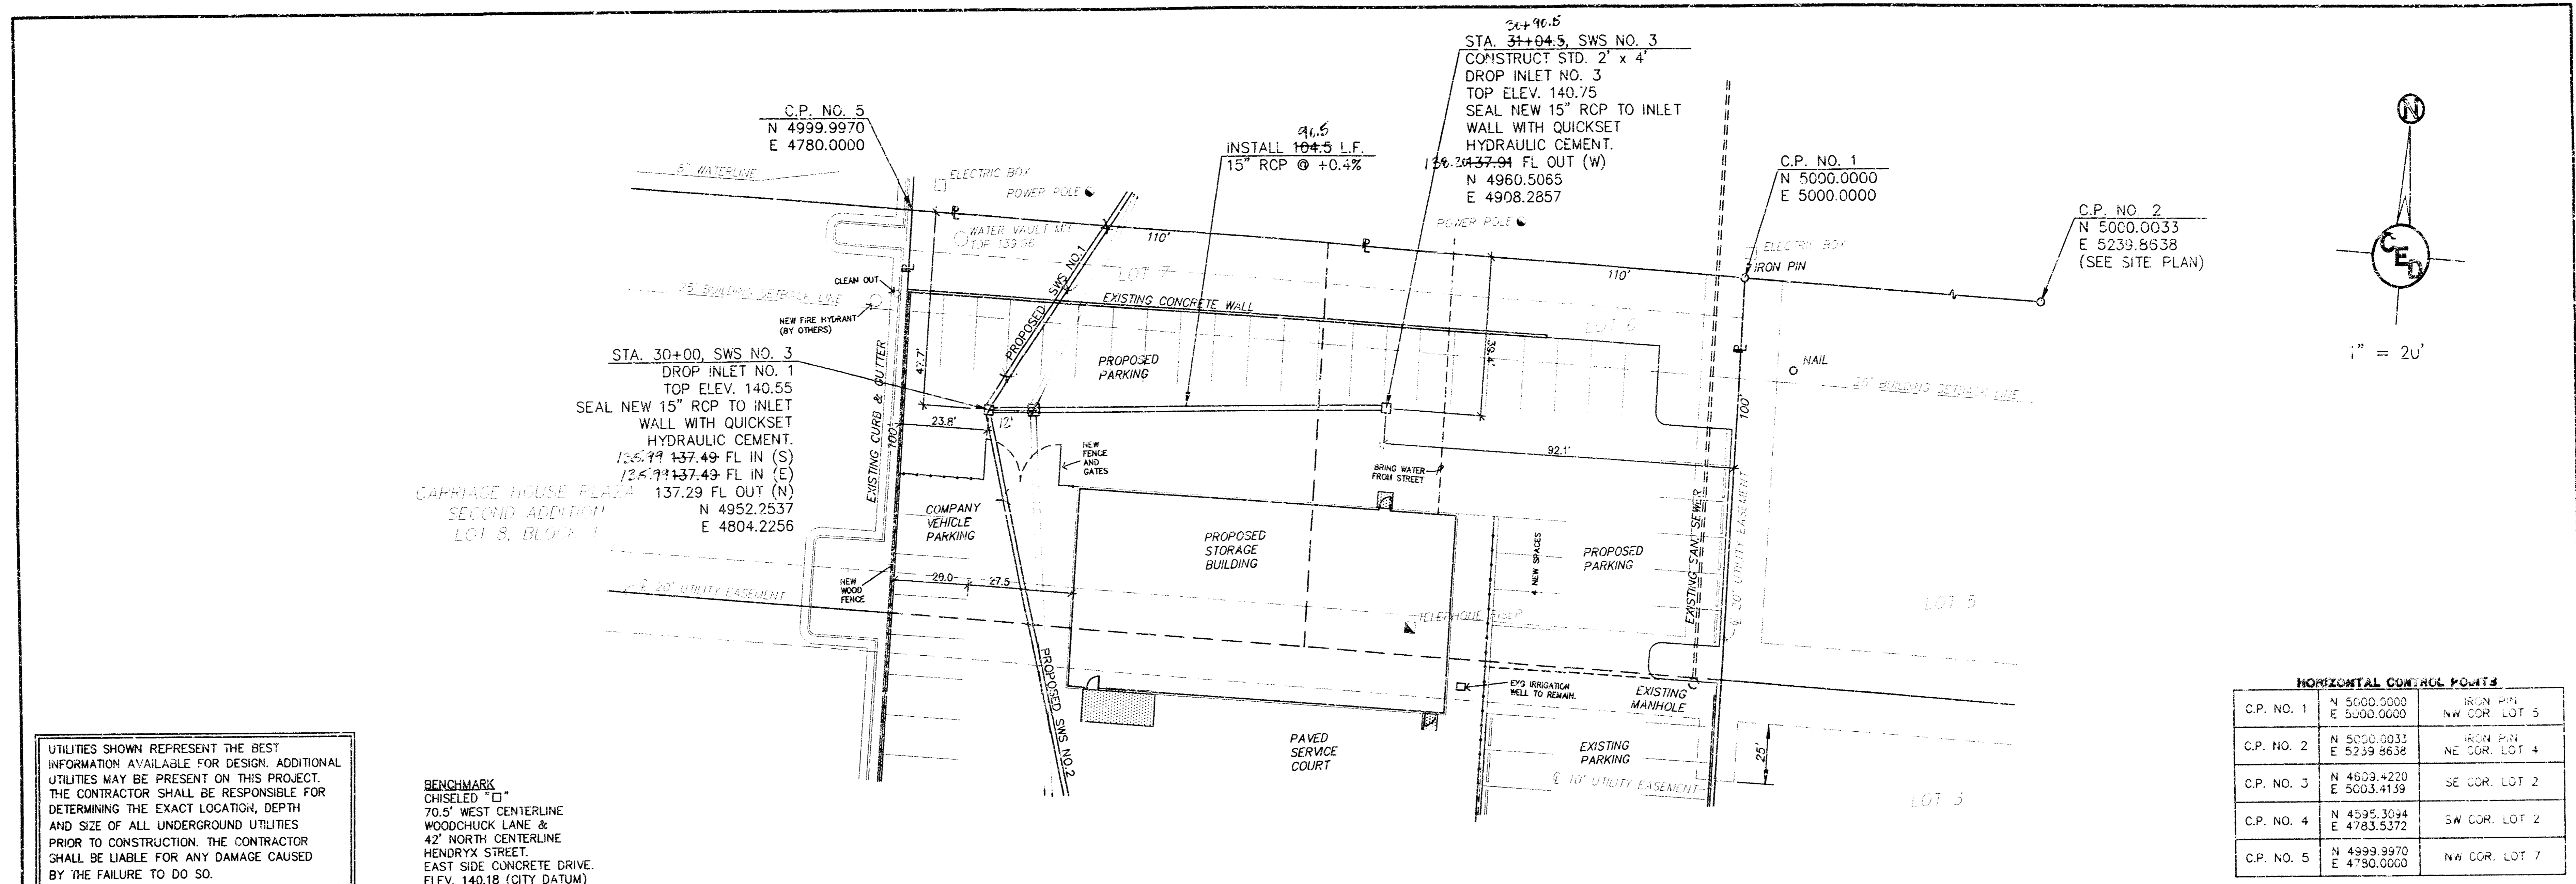 C.P. NO. 5
N 4999.9970
E 4780.0000
6" WATERLINE
ELECTRIC BOX
POWER POLE
WATER VAULT MH
TOP 139.96
INSTALL 104.5 L.F.
96.5
15" RCP @ +0.4%
30+96.5
STA. 31+04.5, SWS NO. 3
CONSTRUCT STD. 2' x 4'
DROP INLET NO. 3
TOP ELEV. 140.75
SEAL NEW 15" RCP TO INLET
WALL WITH QUICKSET
HYDRAULIC CEMENT.
138.20 137.91 FL OUT (W)
N 4960.5065
E 4908.2857
POWER POLE
C.P. NO. 1
N 5000.0000
E 5000.0000
ELECTRIC BOX
IRON PIN
C.P. NO. 2
N 5000.0033
E 5239.8638
(SEE SITE PLAN)
N
CED
1" = 20'
110'
110'
LOT 7
LOT 6
CLEAN OUT
25' BUILDING SETBACK LINE
NEW FIRE HYDRANT
(BY OTHERS)
EXISTING CONCRETE WALL
PROPOSED SWS NO.1
47.7'
39.4'
PROPOSED
PARKING
NAIL
25' BUILDING SETBACK LINE
STA. 30+00, SWS NO. 3
DROP INLET NO. 1
TOP ELEV. 140.55
SEAL NEW 15" RCP TO INLET
WALL WITH QUICKSET
HYDRAULIC CEMENT.
135.99 137.49 FL IN (S)
135.99 137.49 FL IN (E)
137.29 FL OUT (N)
N 4952.2537
E 4804.2256
CARRIAGE HOUSE PLAZA
SECOND ADDITION
LOT 8, BLOCK 1
EXISTING CURB & GUTTER
100'
23.8'
12'
NEW
FENCE
AND
GATES
BRING WATER
FROM STREET
92.1'
100'
COMPANY
VEHICLE
PARKING
PROPOSED
STORAGE
BUILDING
4 NEW SPACES
PROPOSED
PARKING
EXISTING SAN. SEWER
℄ 20' UTILITY EASEMENT
NEW
WOOD
FENCE
20.0
27.5
℄ 20' UTILITY EASEMENT
TELEPHONE RISER
LOT 5
PROPOSED SWS NO.2
EXG IRRIGATION
WELL TO REMAIN.
EXISTING
MANHOLE
PAVED
SERVICE
COURT
EXISTING
PARKING
25'
℄ 10' UTILITY EASEMENT
LOT 3
UTILITIES SHOWN REPRESENT THE BEST
INFORMATION AVAILABLE FOR DESIGN. ADDITIONAL
UTILITIES MAY BE PRESENT ON THIS PROJECT.
THE CONTRACTOR SHALL BE RESPONSIBLE FOR
DETERMINING THE EXACT LOCATION, DEPTH
AND SIZE OF ALL UNDERGROUND UTILITIES
PRIOR TO CONSTRUCTION. THE CONTRACTOR
SHALL BE LIABLE FOR ANY DAMAGE CAUSED
BY THE FAILURE TO DO SO.
BENCHMARK
CHISELED "□"
70.5' WEST CENTERLINE
WOODCHUCK LANE &
42' NORTH CENTERLINE
HENDRYX STREET.
EAST SIDE CONCRETE DRIVE.
ELEV. 140.18 (CITY DATUM)
HORIZONTAL CONTROL POINTS
C.P. NO. 1 N 5000.0000 IRON PIN
E 5000.0000 NW COR. LOT 5
C.P. NO. 2 N 5000.0033 IRON PIN
E 5239.8638 NE COR. LOT 4
C.P. NO. 3 N 4609.4220 SE COR. LOT 2
E 5003.4139
C.P. NO. 4 N 4595.3094 SW COR. LOT 2
E 4783.5372
C.P. NO. 5 N 4999.9970 NW COR. LOT 7
E 4780.0000